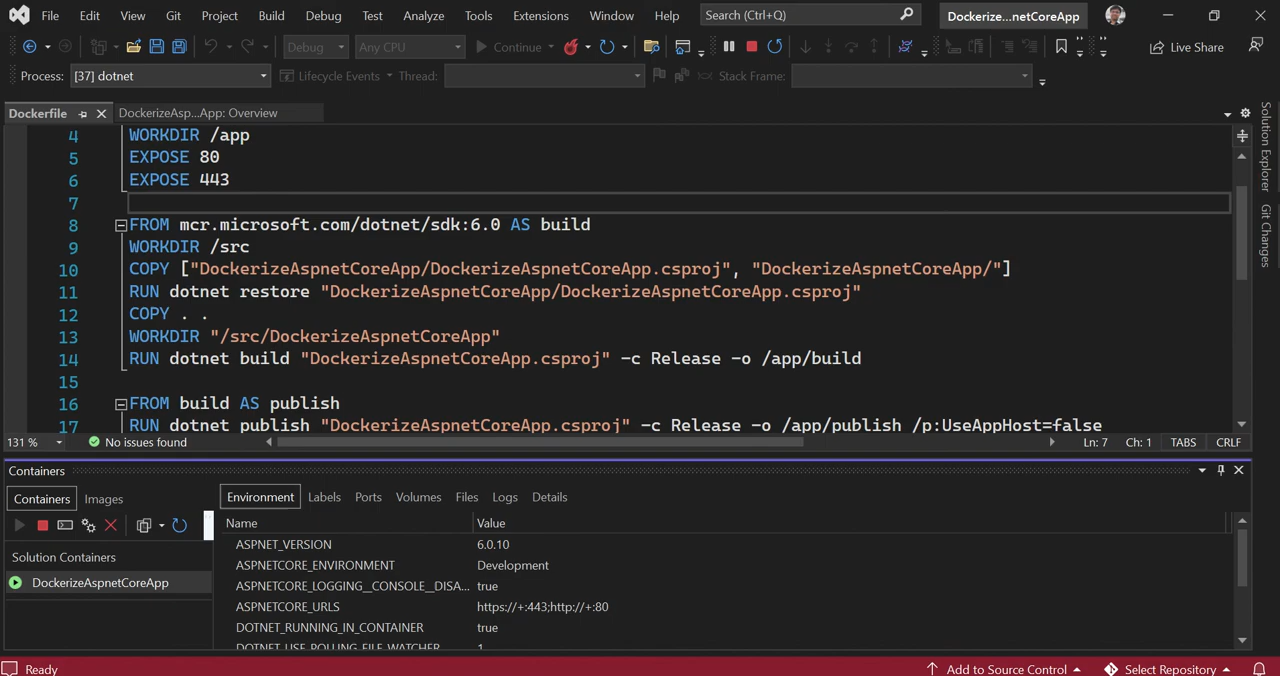 File Edit View Git Project Build Debug Test Analyze Tools Extensions Window Help Search (Ctrl+Q) Dockerize...netCoreApp
Debug Any CPU Continue Live Share
Process: [37] dotnet Lifecycle Events Thread: Stack Frame:
Dockerfile DockerizeAsp...App: Overview
Solution Explorer
Git Changes
4 WORKDIR /app
5 EXPOSE 80
6 EXPOSE 443
7
8 FROM mcr.microsoft.com/dotnet/sdk:6.0 AS build
9 WORKDIR /src
10 COPY ["DockerizeAspnetCoreApp/DockerizeAspnetCoreApp.csproj", "DockerizeAspnetCoreApp/"]
11 RUN dotnet restore "DockerizeAspnetCoreApp/DockerizeAspnetCoreApp.csproj"
12 COPY . .
13 WORKDIR "/src/DockerizeAspnetCoreApp"
14 RUN dotnet build "DockerizeAspnetCoreApp.csproj" -c Release -o /app/build
15
16 FROM build AS publish
17 RUN dotnet publish "DockerizeAspnetCoreApp.csproj" -c Release -o /app/publish /p:UseAppHost=false
131 % No issues found Ln: 7 Ch: 1 TABS CRLF
Containers
Containers Images
Environment Labels Ports Volumes Files Logs Details
Name Value
Solution Containers
DockerizeAspnetCoreApp
ASPNET_VERSION 6.0.10
ASPNETCORE_ENVIRONMENT Development
ASPNETCORE_LOGGING__CONSOLE__DISA... true
ASPNETCORE_URLS https://+:443;http://+:80
DOTNET_RUNNING_IN_CONTAINER true
DOTNET_USE_POLLING_FILE_WATCHER 1
Ready Add to Source Control Select Repository